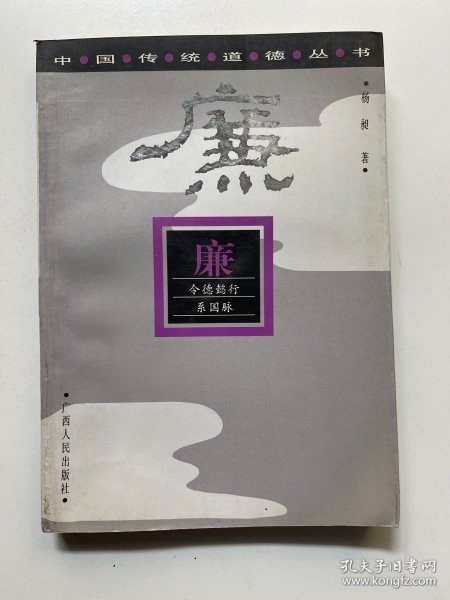 中●国●传●统●道●德●丛●书
●杨昶 著●
廉
廉
令德懿行
系国脉
●广西人民出版社●
孔夫子旧书网
www.kongfz.com